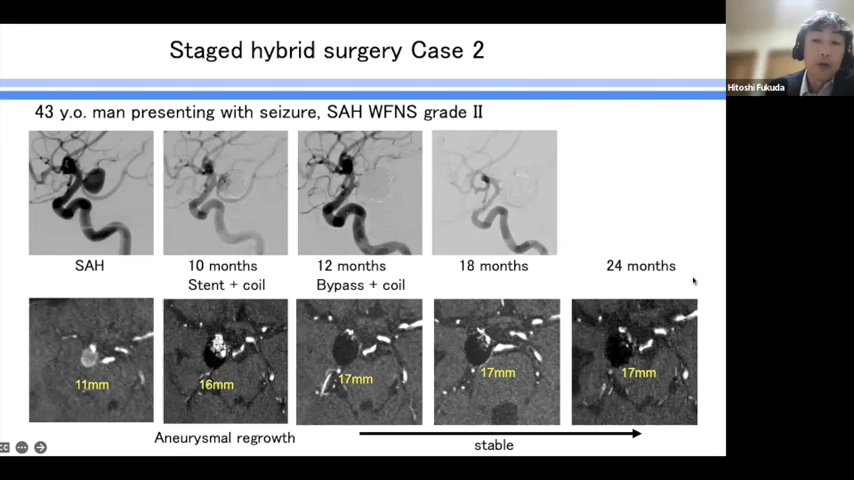 Staged hybrid surgery Case 2
Hitoshi Fukuda
43 y.o. man presenting with seizure, SAH WFNS grade II
SAH
10 months
12 months
18 months
24 months
Stent + coil
Bypass + coil
11mm
16mm
17mm
17mm
17mm
Aneurysmal regrowth
stable
CC